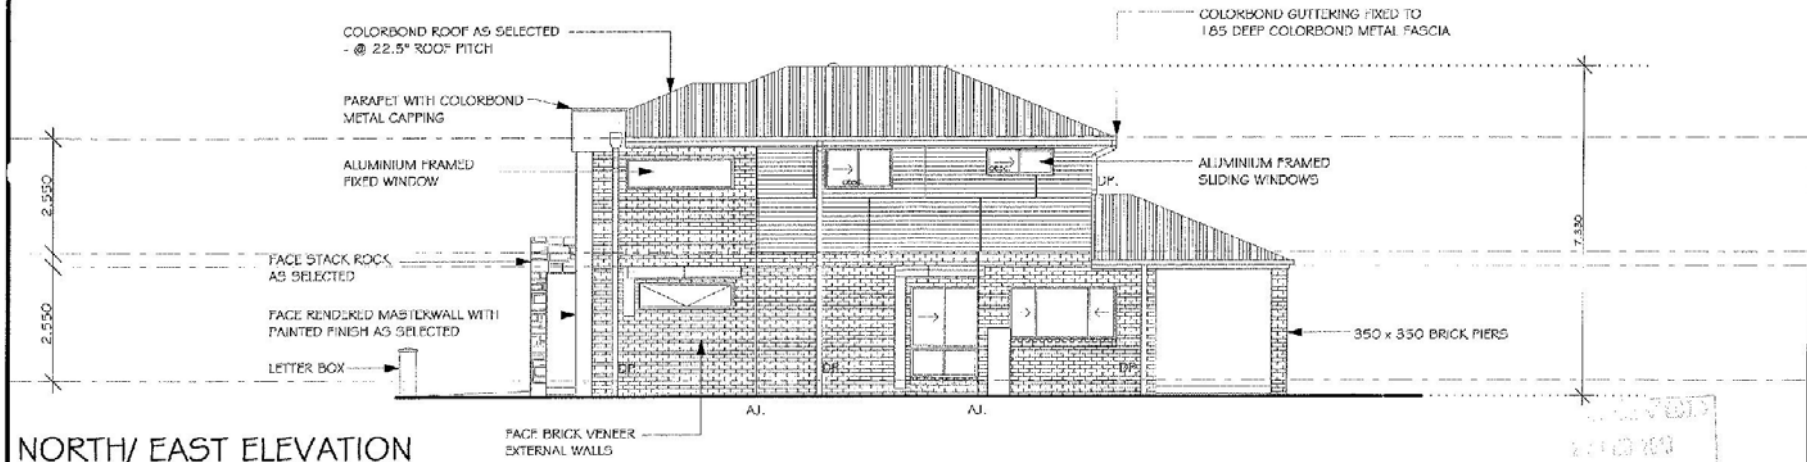 COLORBOND ROOF AS SELECTED
- @ 22.5° ROOF PITCH
COLORBOND GUTTERING FIXED TO
185 DEEP COLORBOND METAL FASCIA
PARAPET WITH COLORBOND
METAL CAPPING
ALUMINIUM FRAMED
FIXED WINDOW
ALUMINIUM FRAMED
SLIDING WINDOWS
DP.
2,550
7,330
FACE STACK ROCK
AS SELECTED
2,550
FACE RENDERED MASTERWALL WITH
PAINTED FINISH AS SELECTED
350 x 350 BRICK PIERS
LETTER BOX
DP.
DP.
DP.
AJ.
AJ.
FACE BRICK VENEER
EXTERNAL WALLS
NORTH/ EAST ELEVATION